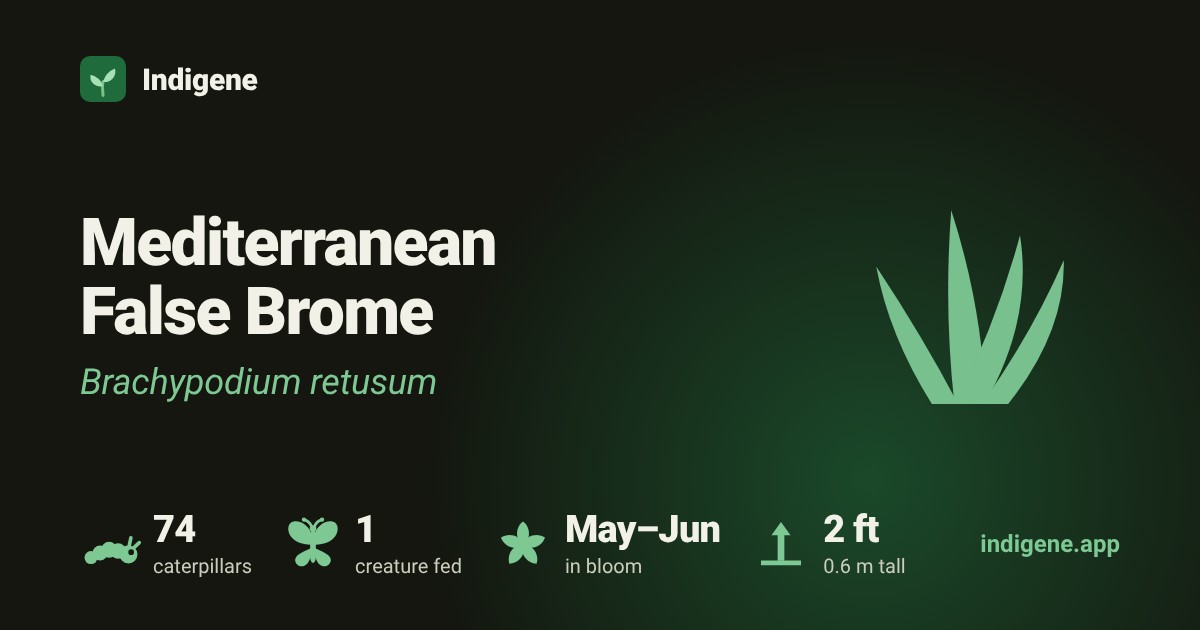 Indigene
Mediterranean
False Brome
Brachypodium retusum
74
caterpillars
1
creature fed
May–Jun
in bloom
2 ft
0.6 m tall
indigene.app